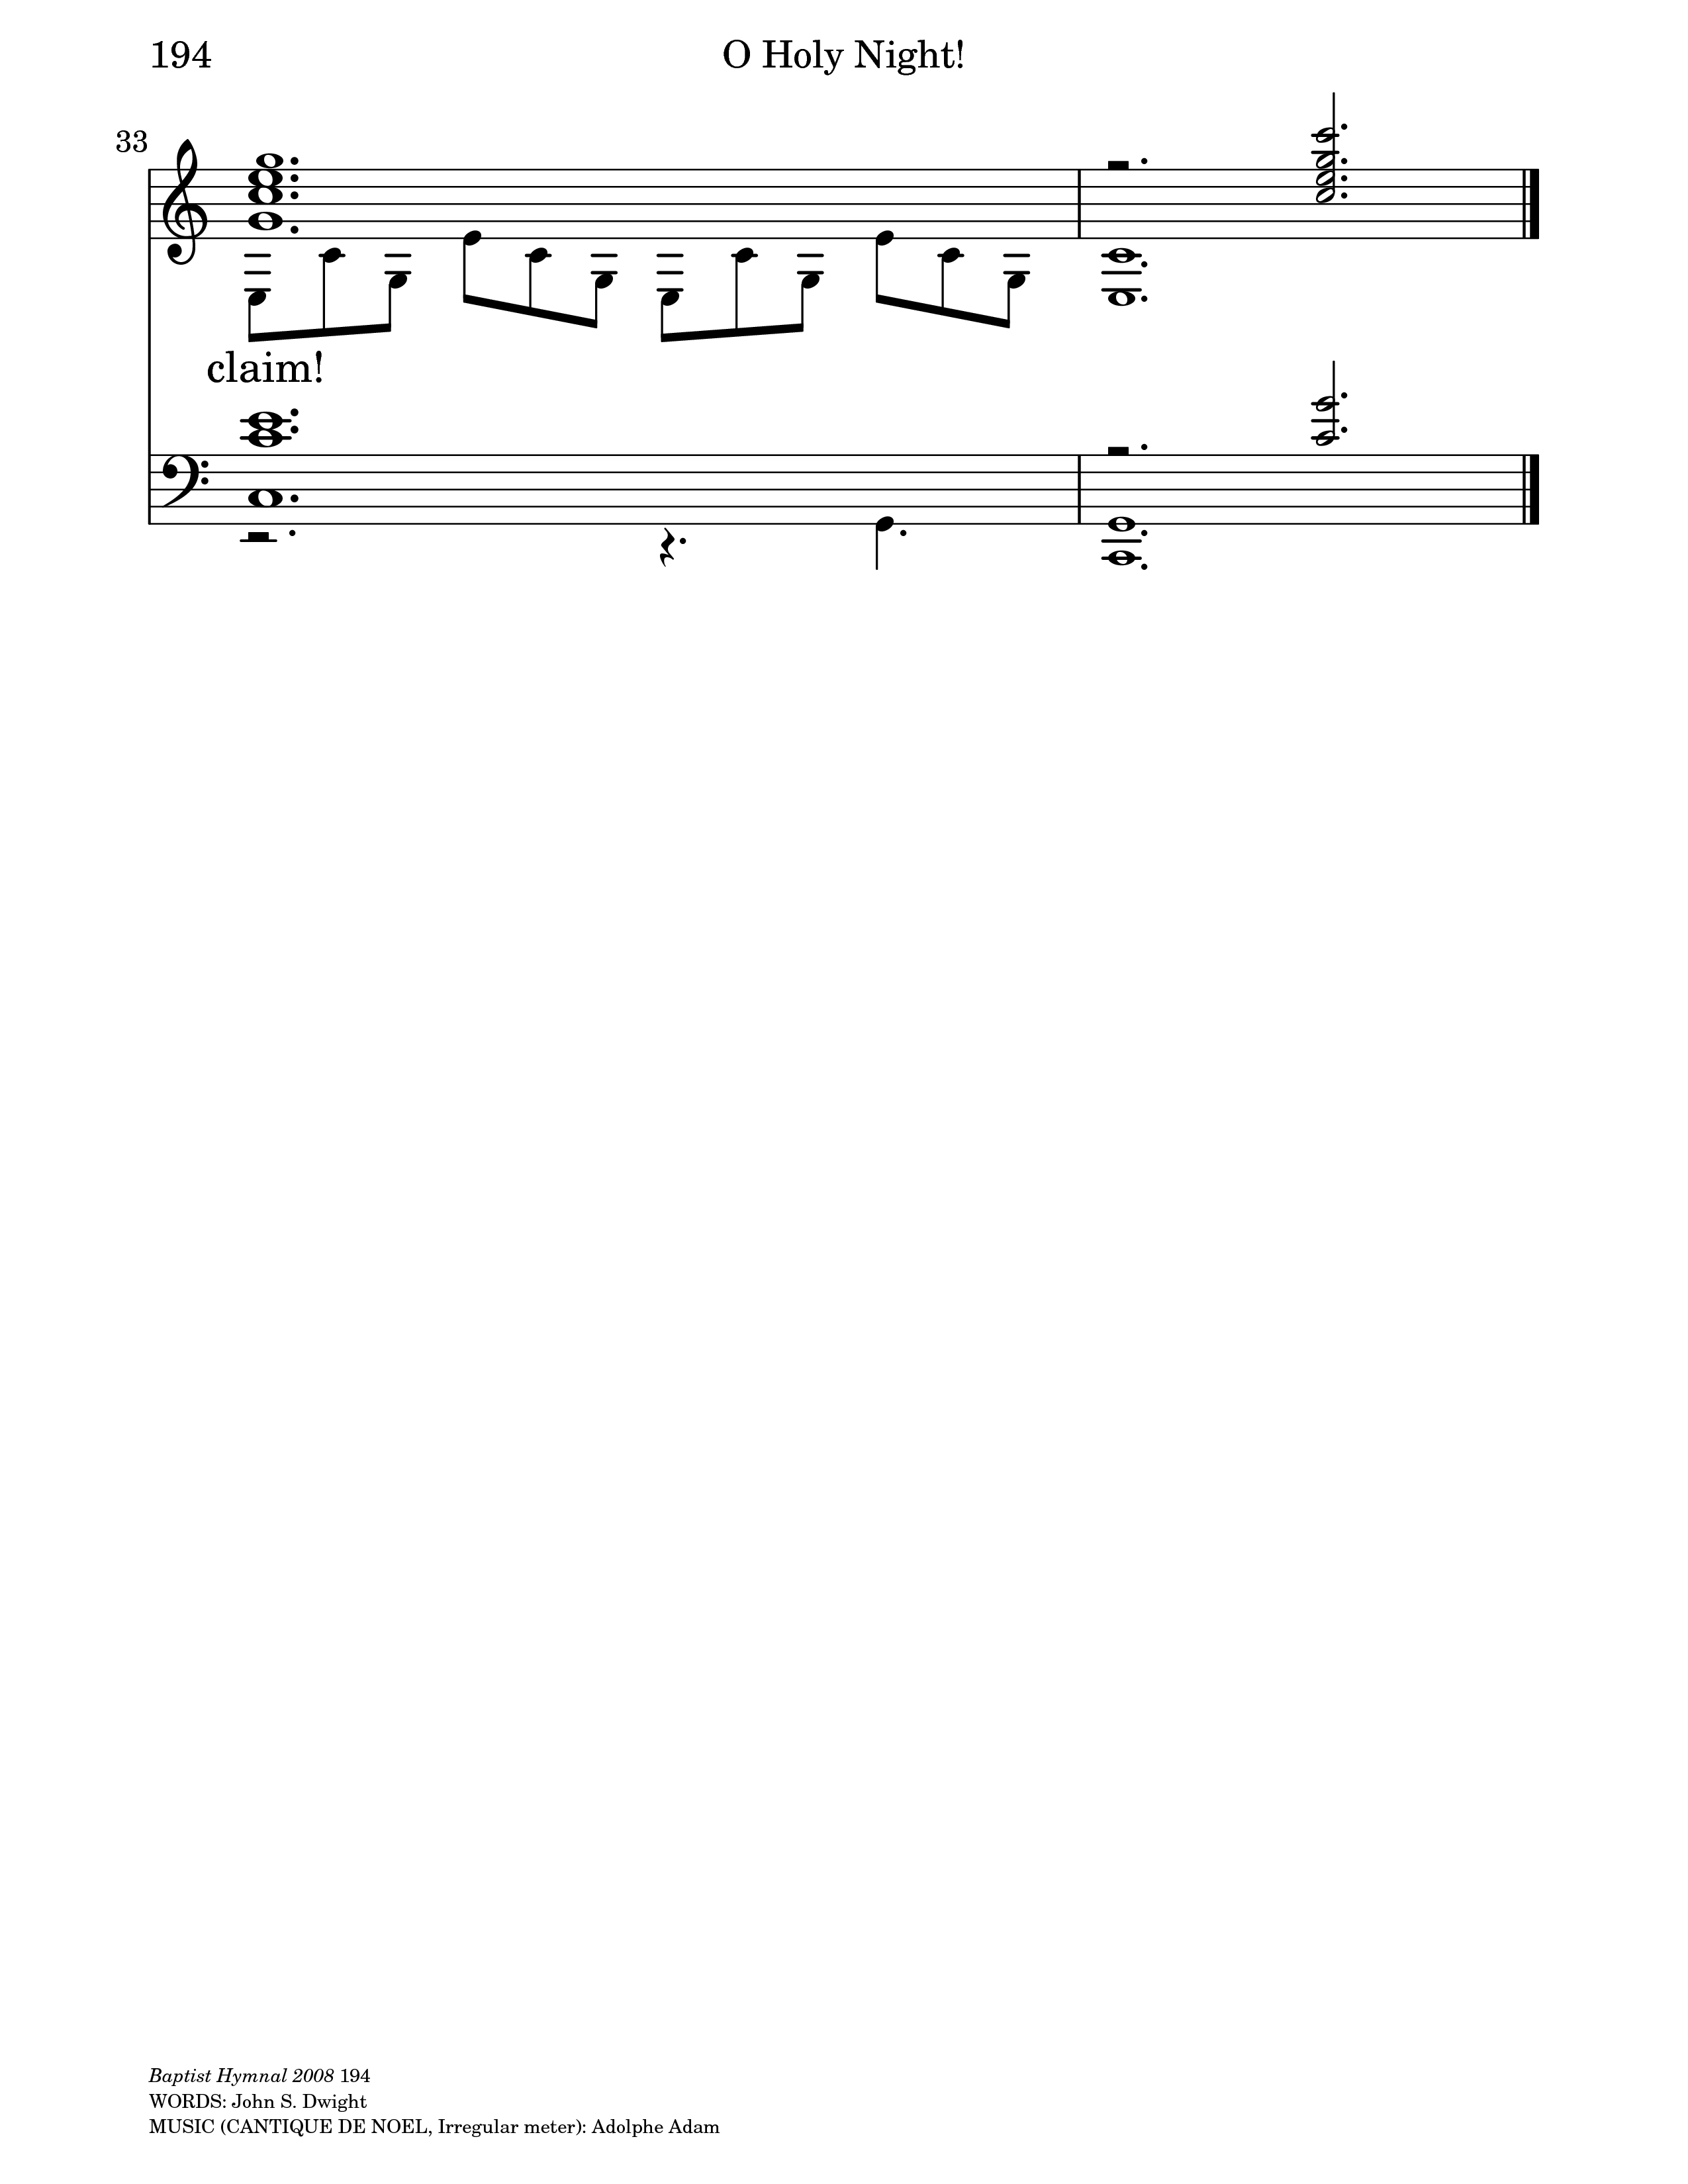 194 O Holy Night!
33
claim!
Baptist Hymnal 2008 194
WORDS: John S. Dwight
MUSIC (CANTIQUE DE NOEL, Irregular meter): Adolphe Adam